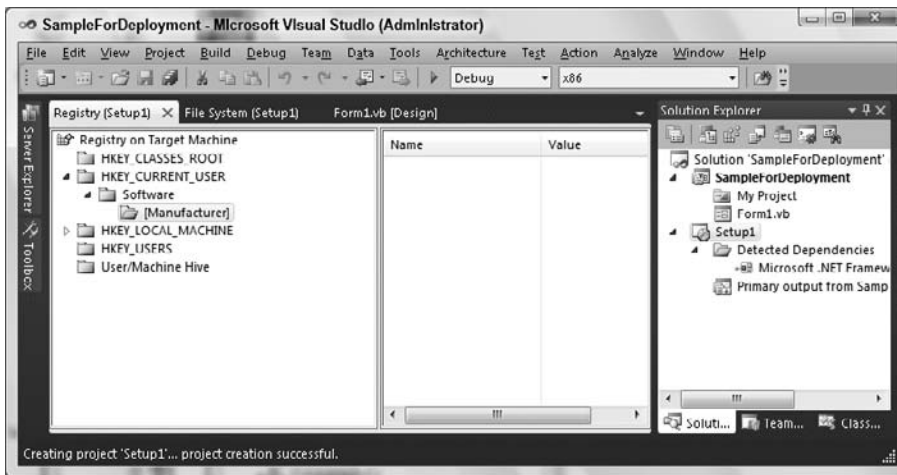 SampleForDeployment - Microsoft Visual Studio (Administrator)
File Edit View Project Build Debug Team Data Tools Architecture Test Action Analyze Window Help
Debug x86
Server Explorer
Toolbox
Registry (Setup1) File System (Setup1) Form1.vb [Design]
Registry on Target Machine
HKEY_CLASSES_ROOT
HKEY_CURRENT_USER
Software
[Manufacturer]
HKEY_LOCAL_MACHINE
HKEY_USERS
User/Machine Hive
Name Value
Solution Explorer
Solution 'SampleForDeployment'
SampleForDeployment
My Project
Form1.vb
Setup1
Detected Dependencies
Microsoft .NET Framew
Primary output from Samp
Soluti... Team... Class...
Creating project 'Setup1'... project creation successful.